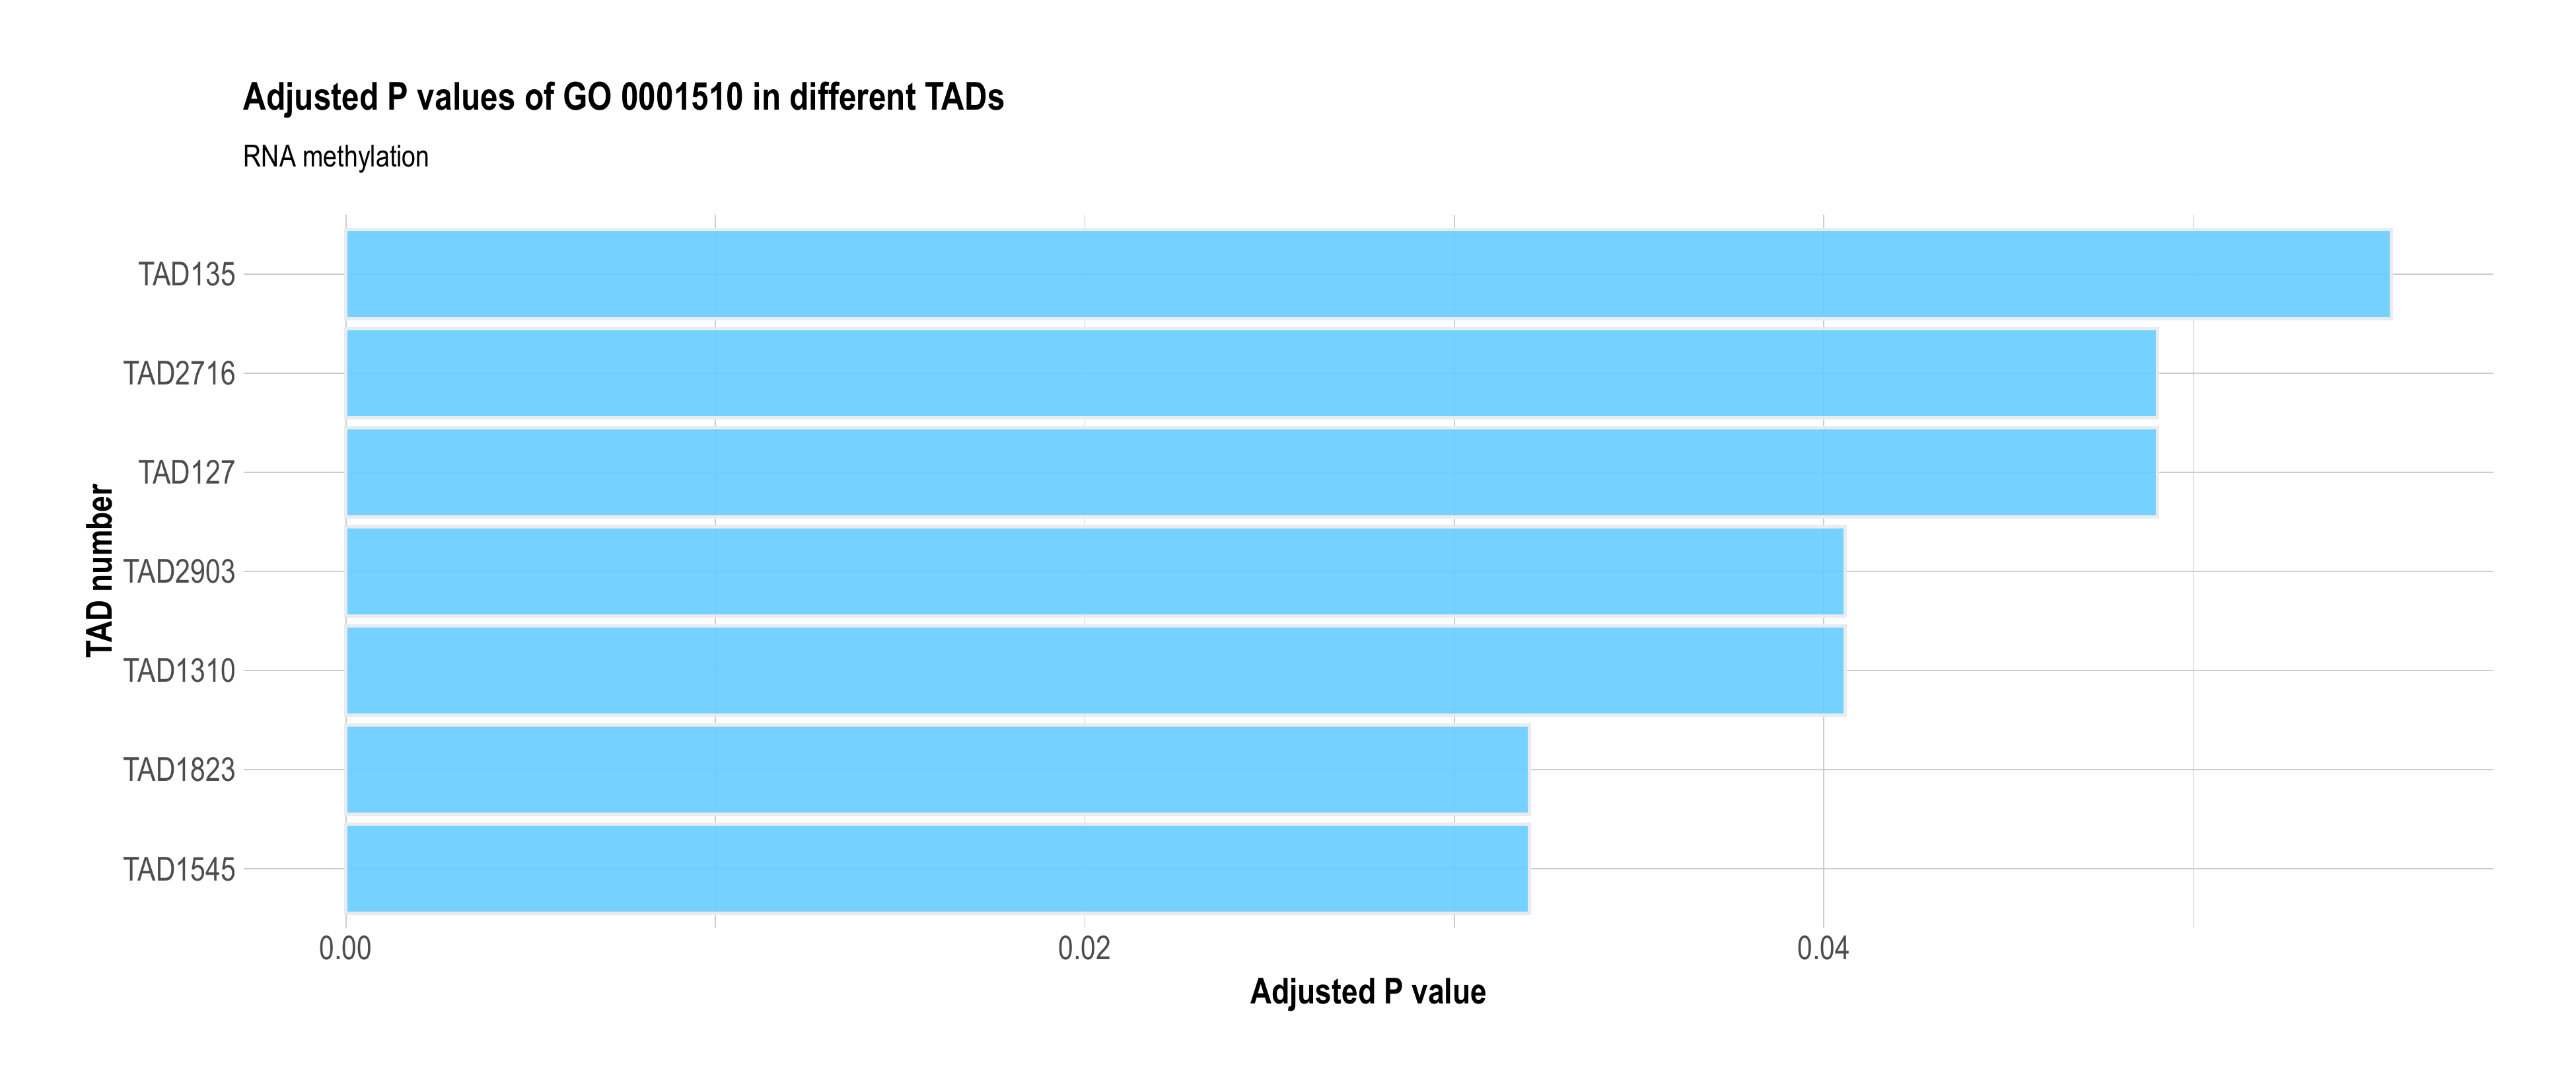 Adjusted P values of GO 0001510 in different TADs
RNA methylation
TAD135
TAD2716
TAD127
TAD2903
TAD1310
TAD1823
TAD1545
TAD number
0.00
0.02
0.04
Adjusted P value